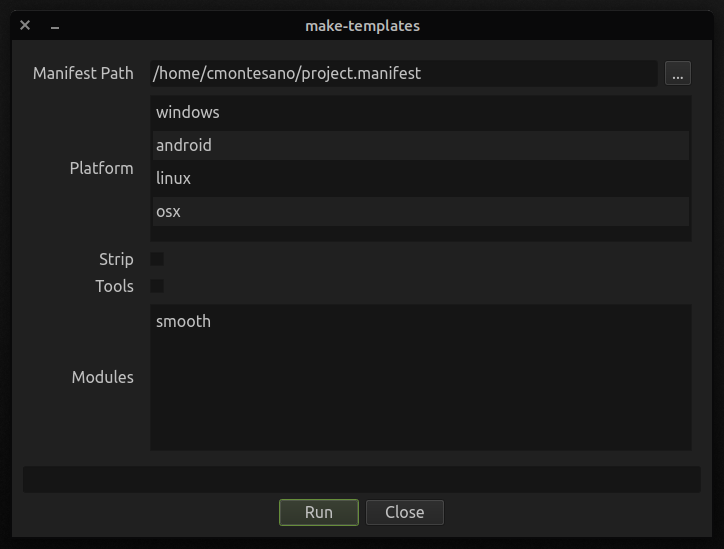 make-templates
Manifest Path /home/cmontesano/project.manifest ...
windows
android
Platform
linux
osx
Strip
Tools
smooth
Modules
Run Close